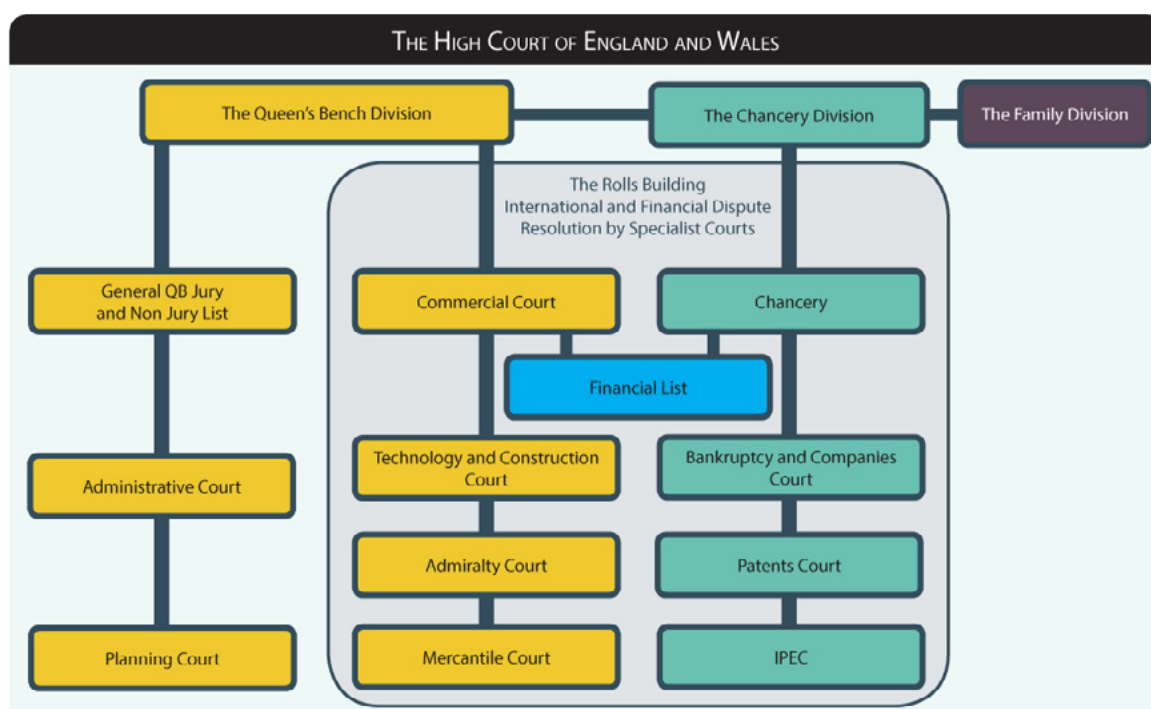 THE HIGH COURT OF ENGLAND AND WALES
The Queen's Bench Division
The Chancery Division
The Family Division
The Rolls Building
International and Financial Dispute
Resolution by Specialist Courts
General QB Jury
and Non Jury List
Commercial Court
Chancery
Financial List
Administrative Court
Technology and Construction
Court
Bankruptcy and Companies
Court
Admiralty Court
Patents Court
Planning Court
Mercantile Court
IPEC